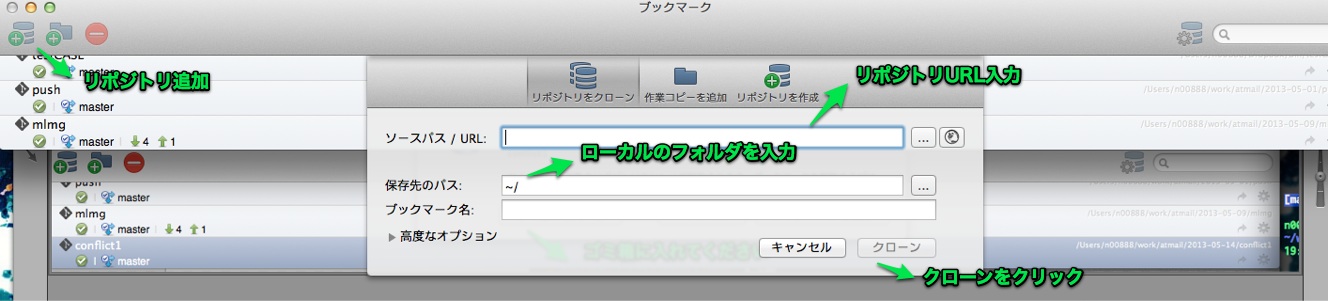 ブックマーク
testCASE
master
リポジトリ追加
push
master
/Users/n00888/work/atmail/2013-05-01/p
mlmg
master 4 1
/Users/n00888/work/atmail/2013-05-09/m
リポジトリをクローン 作業コピーを追加 リポジトリを作成
リポジトリURL入力
ソースパス / URL:
...
ローカルのフォルダを入力
保存先のパス: ~/
...
ブックマーク名:
高度なオプション
キャンセル クローン
クローンをクリック
push
master
mlmg
master 4 1
/Users/n00888/work/atmail/2013-05-09/mlmg
conflict1
master
/Users/n00888/work/atmail/2013-05-14/conflict1
[ma
n00
~/w
19: